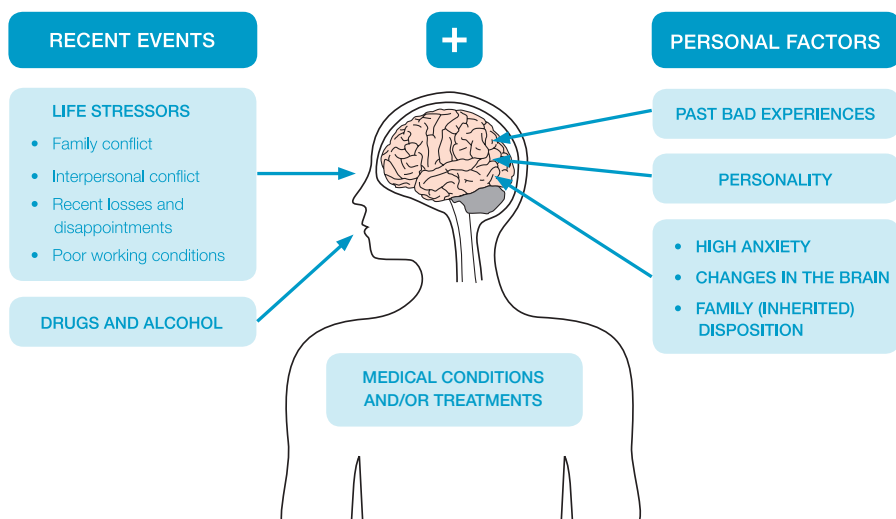 RECENT EVENTS
+
PERSONAL FACTORS
LIFE STRESSORS
• Family conflict
• Interpersonal conflict
• Recent losses and
disappointments
• Poor working conditions
DRUGS AND ALCOHOL
PAST BAD EXPERIENCES
PERSONALITY
• HIGH ANXIETY
• CHANGES IN THE BRAIN
• FAMILY (INHERITED)
DISPOSITION
MEDICAL CONDITIONS
AND/OR TREATMENTS